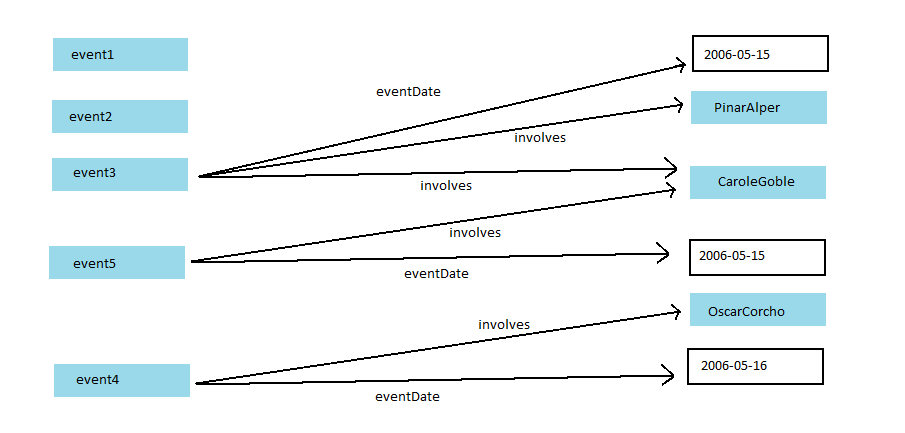 event1
2006-05-15
eventDate
PinarAlper
event2
involves
event3
CaroleGoble
involves
involves
event5
2006-05-15
eventDate
OscarCorcho
involves
event4
2006-05-16
eventDate